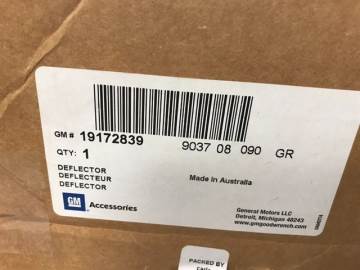 GM # 19172839
9037 08 090 GR
QTY: 1
DEFLECTOR
DEFLECTEUR
DEFLECTOR
Made In Australia
GM Accessories
General Motors LLC
Detroit, Michigan 48243
www.gmgoodwrench.com
PACKED BY